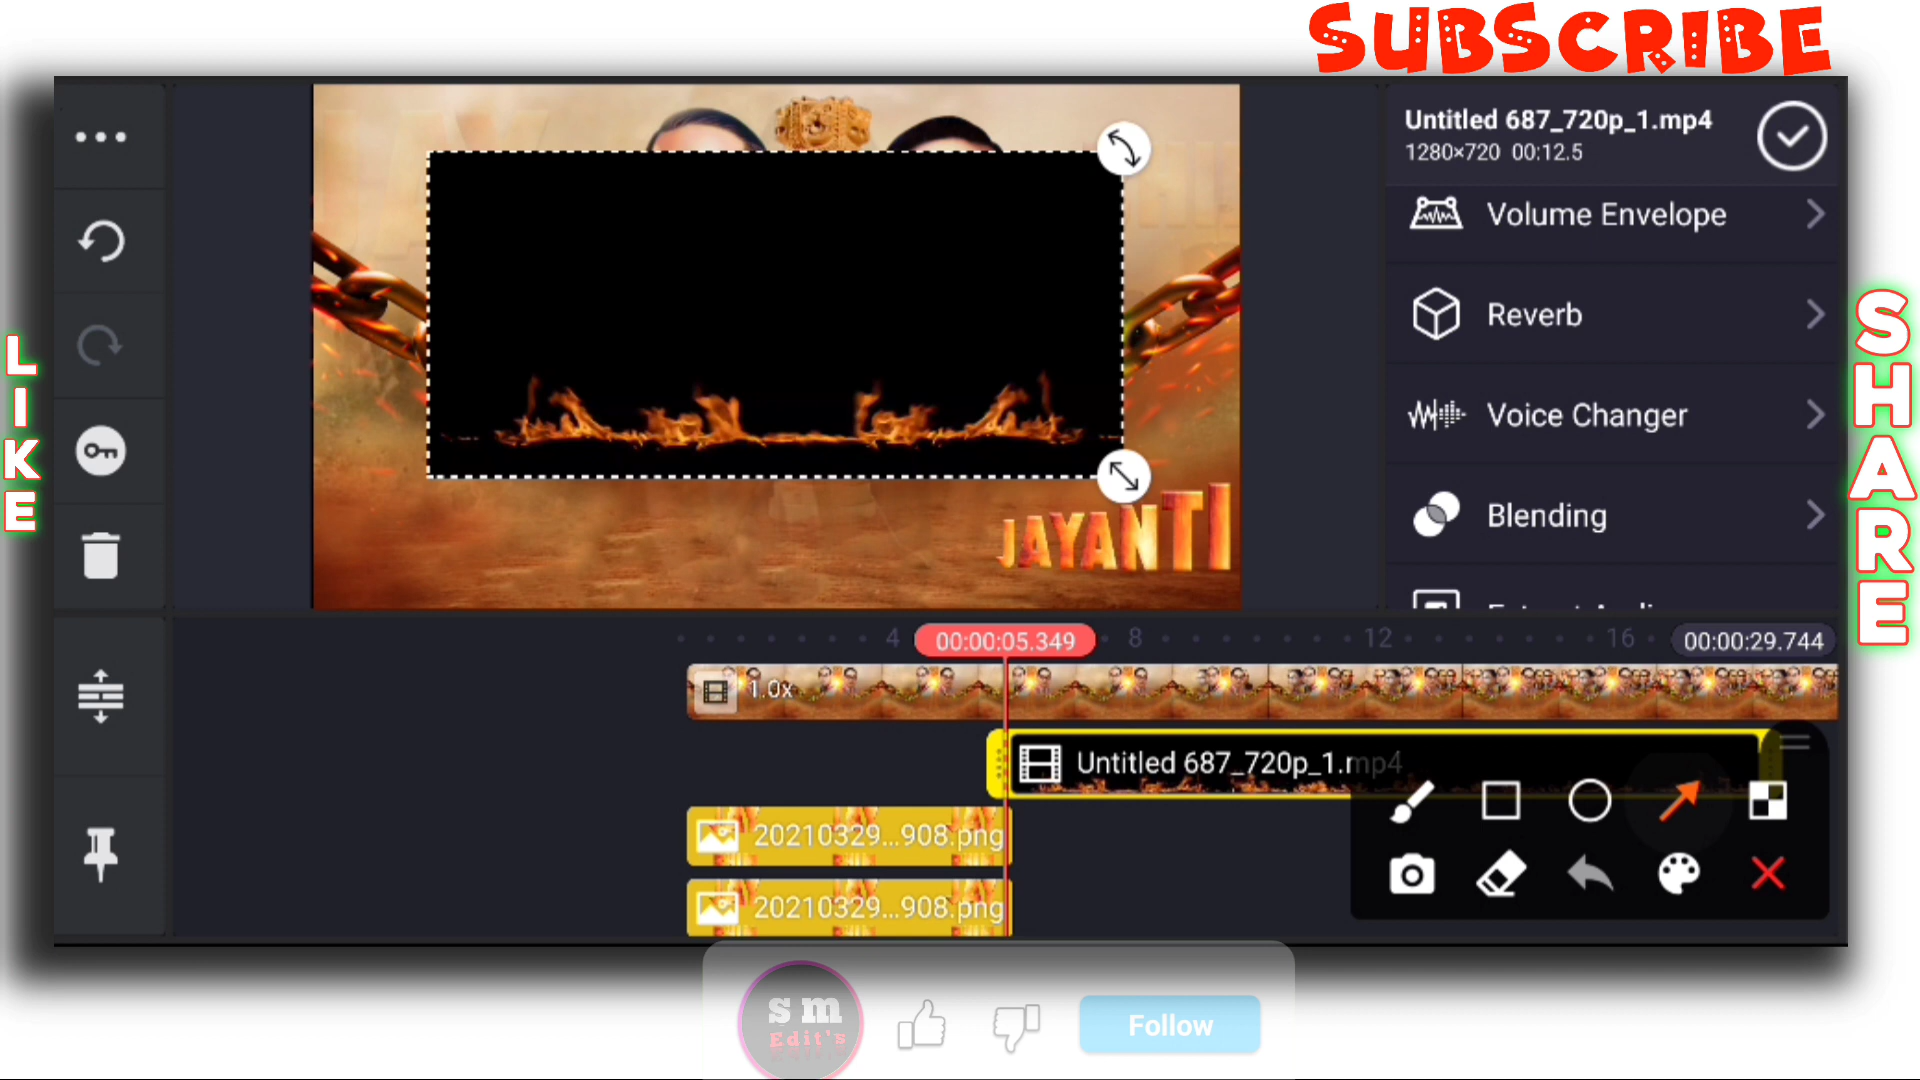 SUBSCRIBE
Untitled 687_720p_1.mp4
1280×720 00:12.5
Volume Envelope
Reverb
Voice Changer
Blending
JAYANTI
LIKE
SHARE
4
00:00:05.349
8
12
16
00:00:29.744
1.0x
Untitled 687_720p_1.mp4
20210329...908.png
20210329...908.png
sm
Edit's
Follow